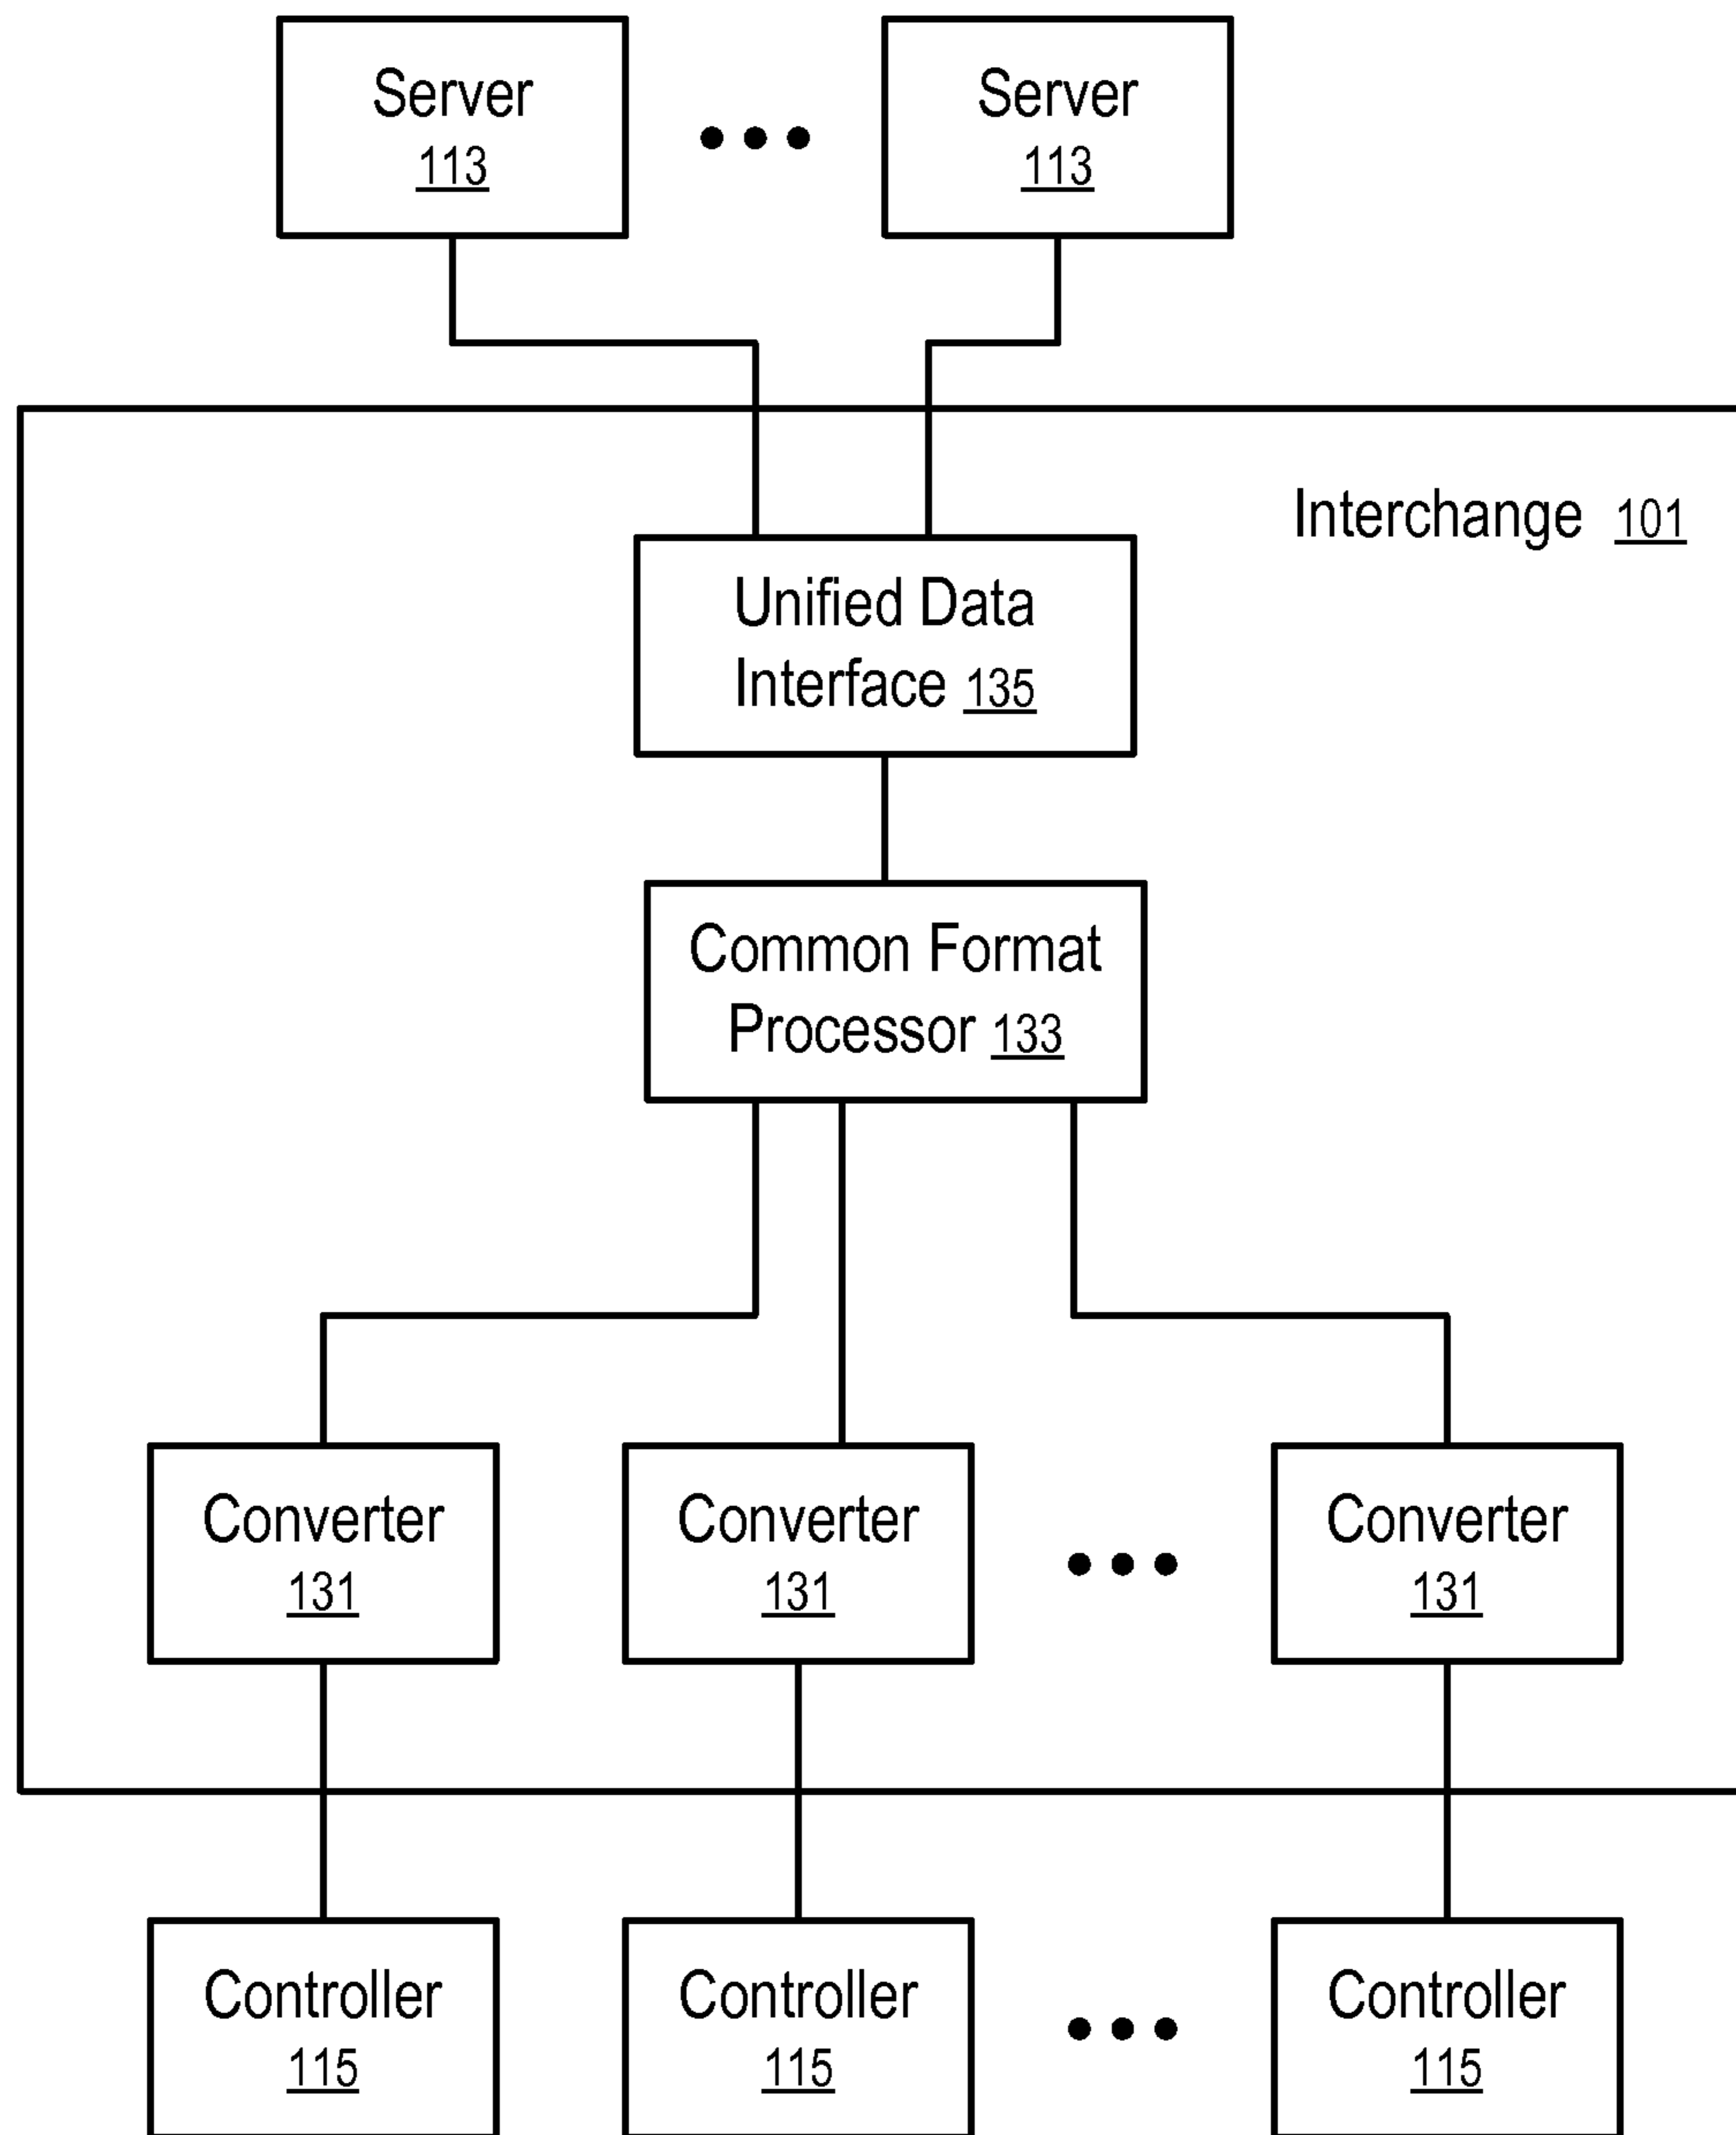 Server
113
Server
113
Interchange 101
Unified Data
Interface 135
Common Format
Processor 133
Converter
131
Converter
131
Converter
131
Controller
115
Controller
115
Controller
115